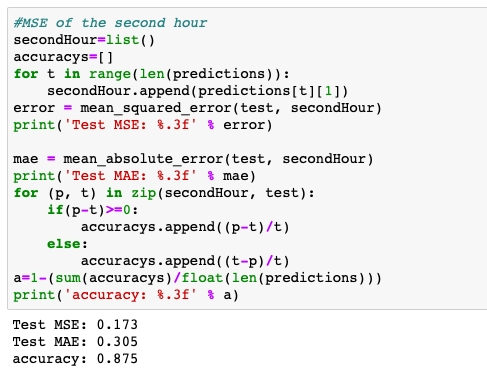 #MSE of the second hour
secondHour=list()
accuracys=[]
for t in range(len(predictions)):
    secondHour.append(predictions[t][1])
error = mean_squared_error(test, secondHour)
print('Test MSE: %.3f' % error)

mae = mean_absolute_error(test, secondHour)
print('Test MAE: %.3f' % mae)
for (p, t) in zip(secondHour, test):
    if(p-t)>=0:
        accuracys.append((p-t)/t)
    else:
        accuracys.append((t-p)/t)
a=1-(sum(accuracys)/float(len(predictions)))
print('accuracy: %.3f' % a)
Test MSE: 0.173
Test MAE: 0.305
accuracy: 0.875